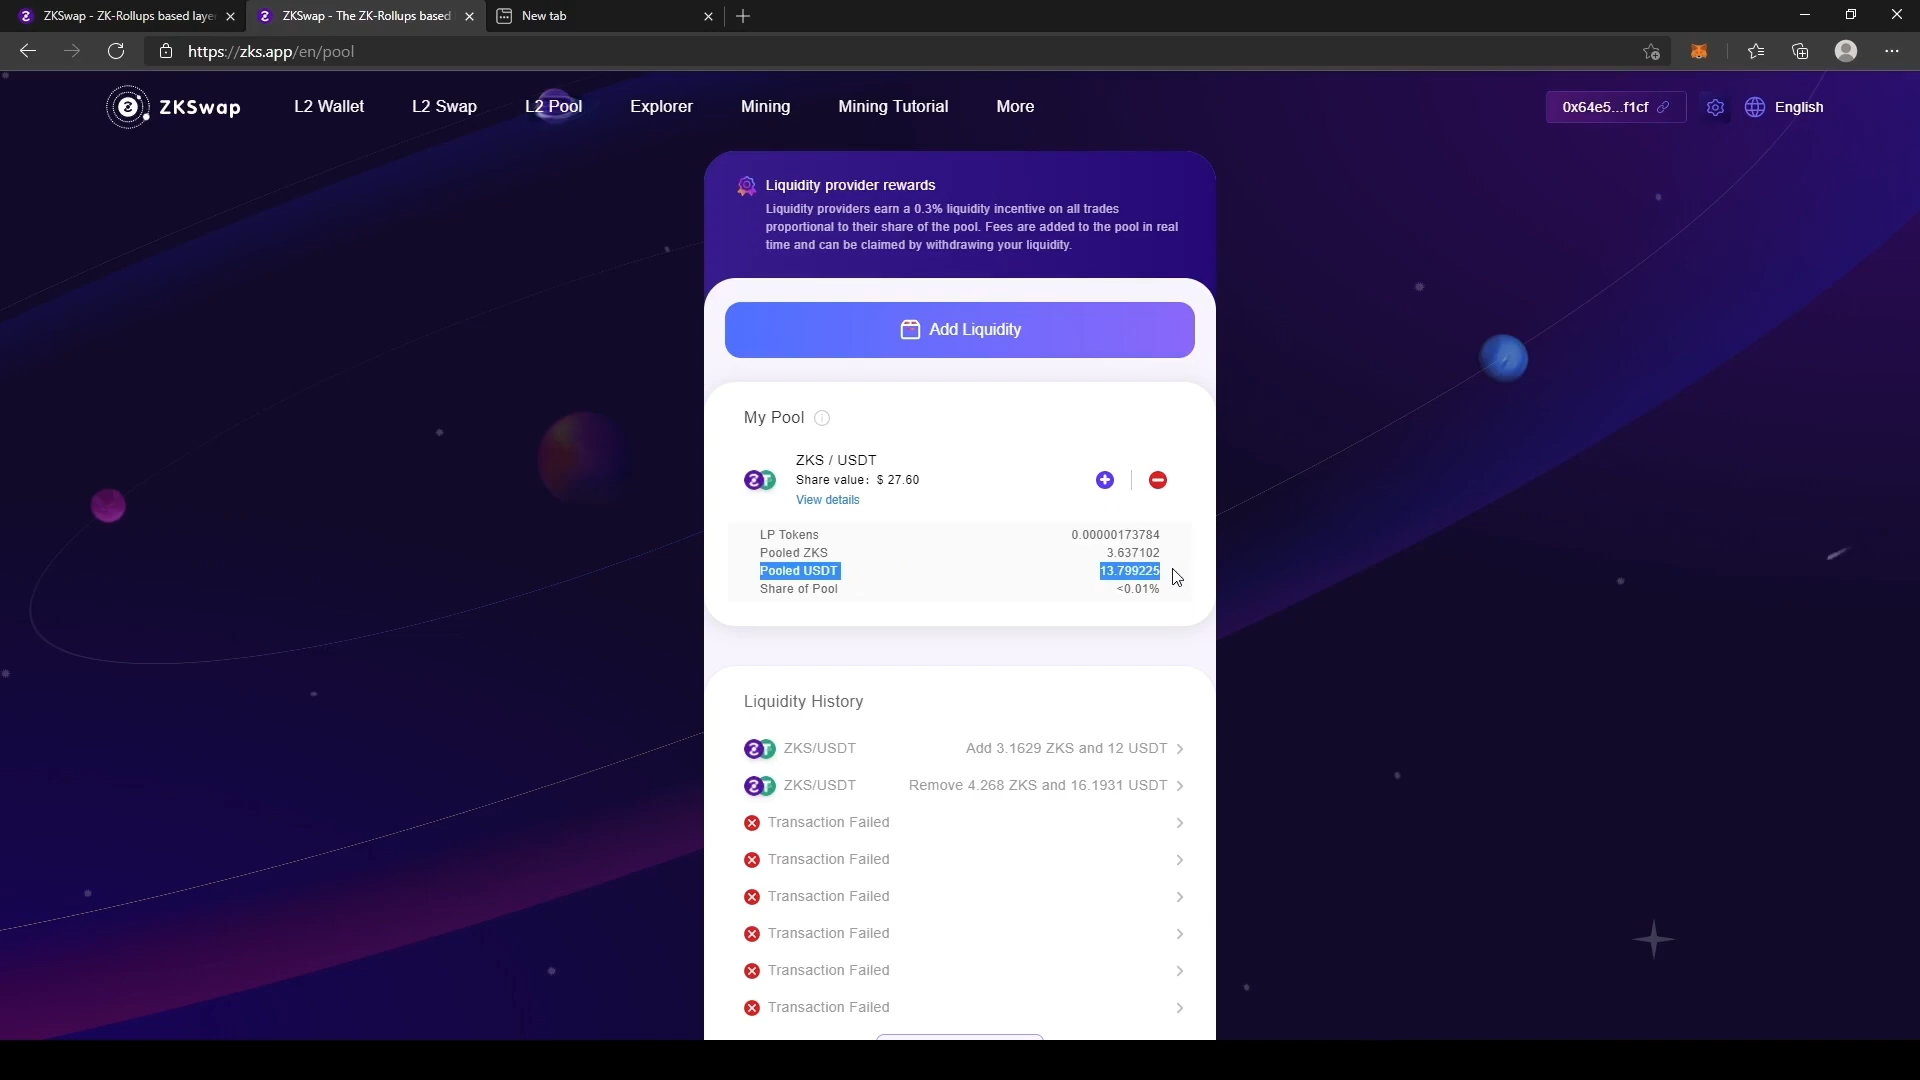 ZKSwap - ZK-Rollups based laye
ZKSwap - The ZK-Rollups based
New tab
https://zks.app/en/pool
ZKSwap
L2 Wallet
L2 Swap
L2 Pool
Explorer
Mining
Mining Tutorial
More
0x64e5...f1cf
English
Liquidity provider rewards
Liquidity providers earn a 0.3% liquidity incentive on all trades
proportional to their share of the pool. Fees are added to the pool in real
time and can be claimed by withdrawing your liquidity.
Add Liquidity
My Pool
ZKS / USDT
Share value: $ 27.60
View details
LP Tokens 0.00000173784
Pooled ZKS 3.637102
Pooled USDT 13.799225
Share of Pool <0.01%
Liquidity History
ZKS/USDT Add 3.1629 ZKS and 12 USDT
ZKS/USDT Remove 4.268 ZKS and 16.1931 USDT
Transaction Failed
Transaction Failed
Transaction Failed
Transaction Failed
Transaction Failed
Transaction Failed